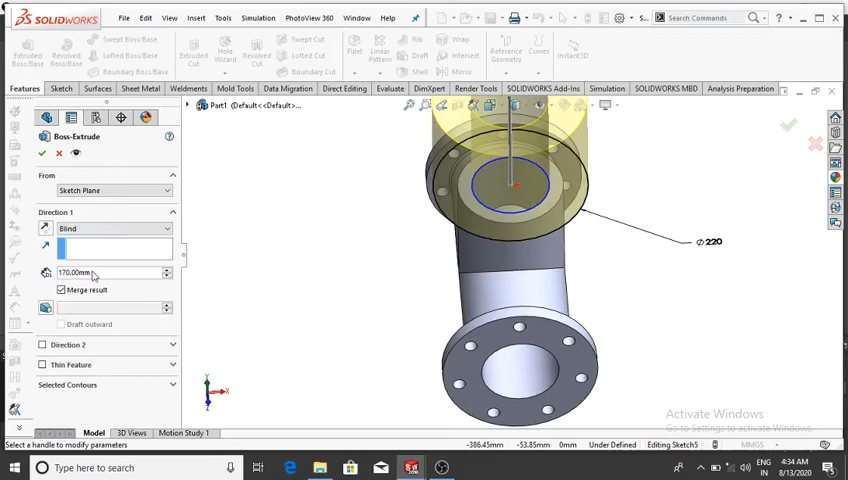 SOLIDWORKS File Edit View Insert Tools Simulation PhotoView 360 Window Help S... Search Commands
Extruded Boss/Base
Revolved Boss/Base
Swept Boss/Base
Lofted Boss/Base
Boundary Boss/Base
Extruded Cut
Hole Wizard
Revolved Cut
Swept Cut
Lofted Cut
Boundary Cut
Fillet
Linear Pattern
Rib
Draft
Shell
Wrap
Intersect
Mirror
Reference Geometry
Curves
Instant3D
Features Sketch Surfaces Sheet Metal Weldments Mold Tools Data Migration Direct Editing Evaluate DimXpert Render Tools SOLIDWORKS Add-Ins Simulation SOLIDWORKS MBD Analysis Preparation
Part1 (Default<<Default>...
Boss-Extrude
From
Sketch Plane
Direction 1
Blind
170.00mm
Merge result
Draft outward
Direction 2
Thin Feature
Selected Contours
Ø220
Y
X
Z
Activate Windows
Go to Settings to activate Windows.
Model 3D Views Motion Study 1
Select a handle to modify parameters -386.45mm -53.85mm 0mm Under Defined Editing Sketch5 MMGS
Type here to search
ENG
IN
4:34 AM
8/13/2020
5